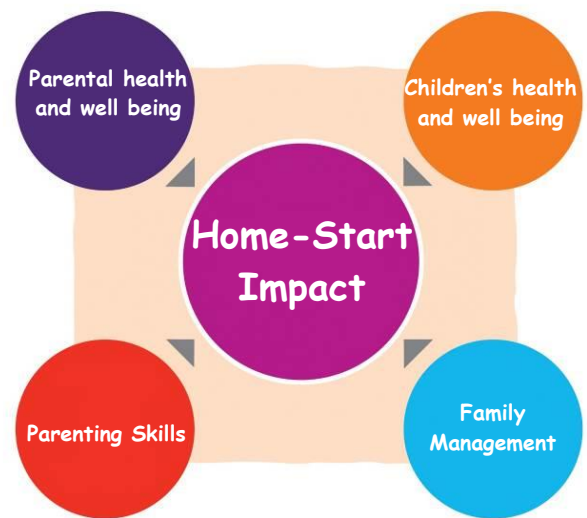 Parental health
and well being
Children's health
and well being
Home-Start
Impact
Parenting Skills
Family
Management